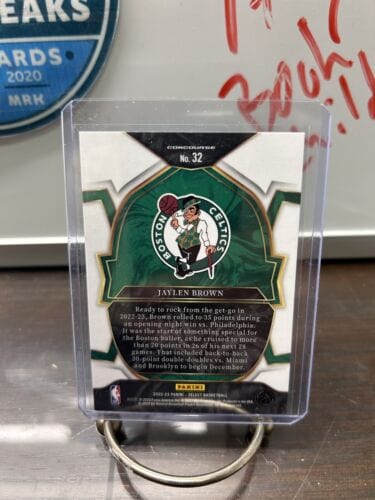 EAKS
ARDS
2020
MRK
Book
CONCOURSE
No. 32
BOSTON
CELTICS
JAYLEN BROWN
Ready to rock from the get-go in
2022-23, Brown rolled to 35 points during
an opening-night win vs. Philadelphia.
It was the start of something special for
the Boston baller, as he cruised to more
than 20 points in 26 of his next 28
games. That included back-to-back
30-point double-doubles vs. Miami
and Brooklyn to begin December.
PANINI
2022-23 PANINI - SELECT BASKETBALL